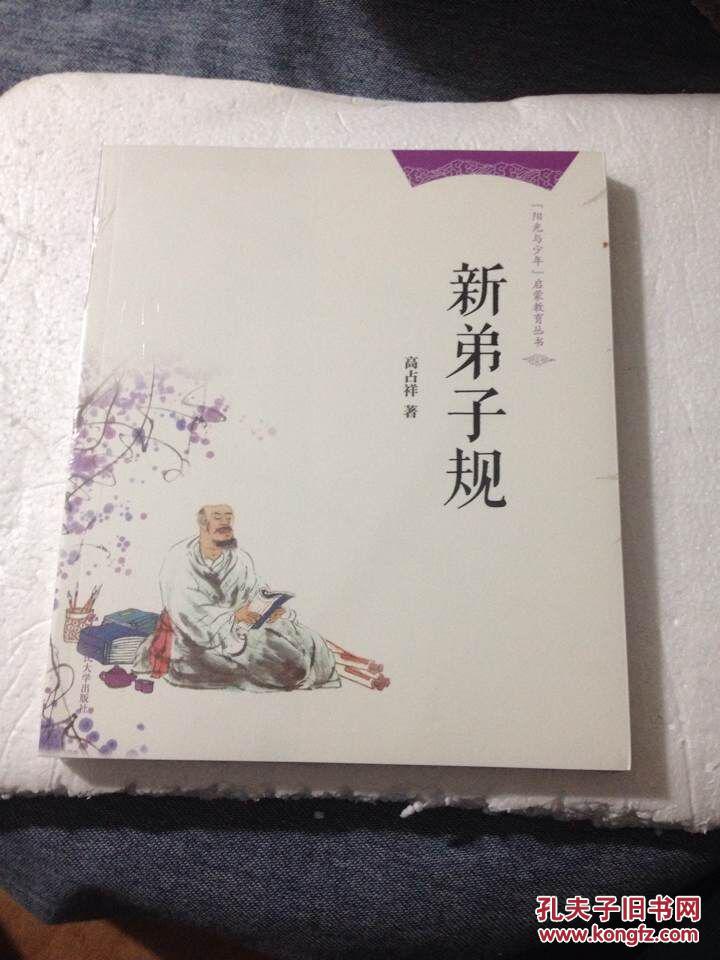 「阳光与少年」启蒙教育丛书
新弟子规
高占祥 著
民大学出版社
孔夫子旧书网
www.kongfz.com